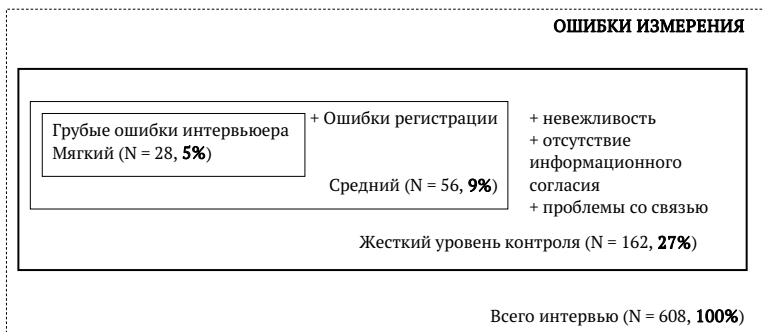 ОШИБКИ ИЗМЕРЕНИЯ
Грубые ошибки интервьюера
Мягкий (N = 28, 5%)
+ Ошибки регистрации
Средний (N = 56, 9%)
+ невежливость
+ отсутствие
информационного
согласия
+ проблемы со связью
Жесткий уровень контроля (N = 162, 27%)
Всего интервью (N = 608, 100%)